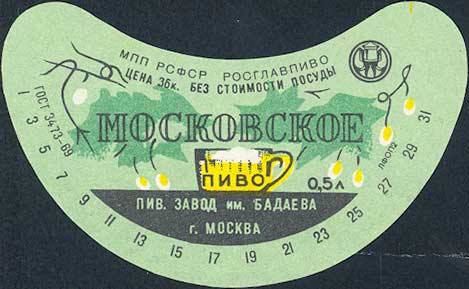 МПП РСФСР РОСГЛАВПИВО
ЦЕНА 36к. БЕЗ СТОИМОСТИ ПОСУДЫ
ГОСТ 3473-69
МОСКОВСКОЕ
ПИВО
0,5л
ПИВ. ЗАВОД им. БАДАЕВА
г. МОСКВА
1 3 5 7 9 11 13 15 17 19 21 23 25 27 29 31